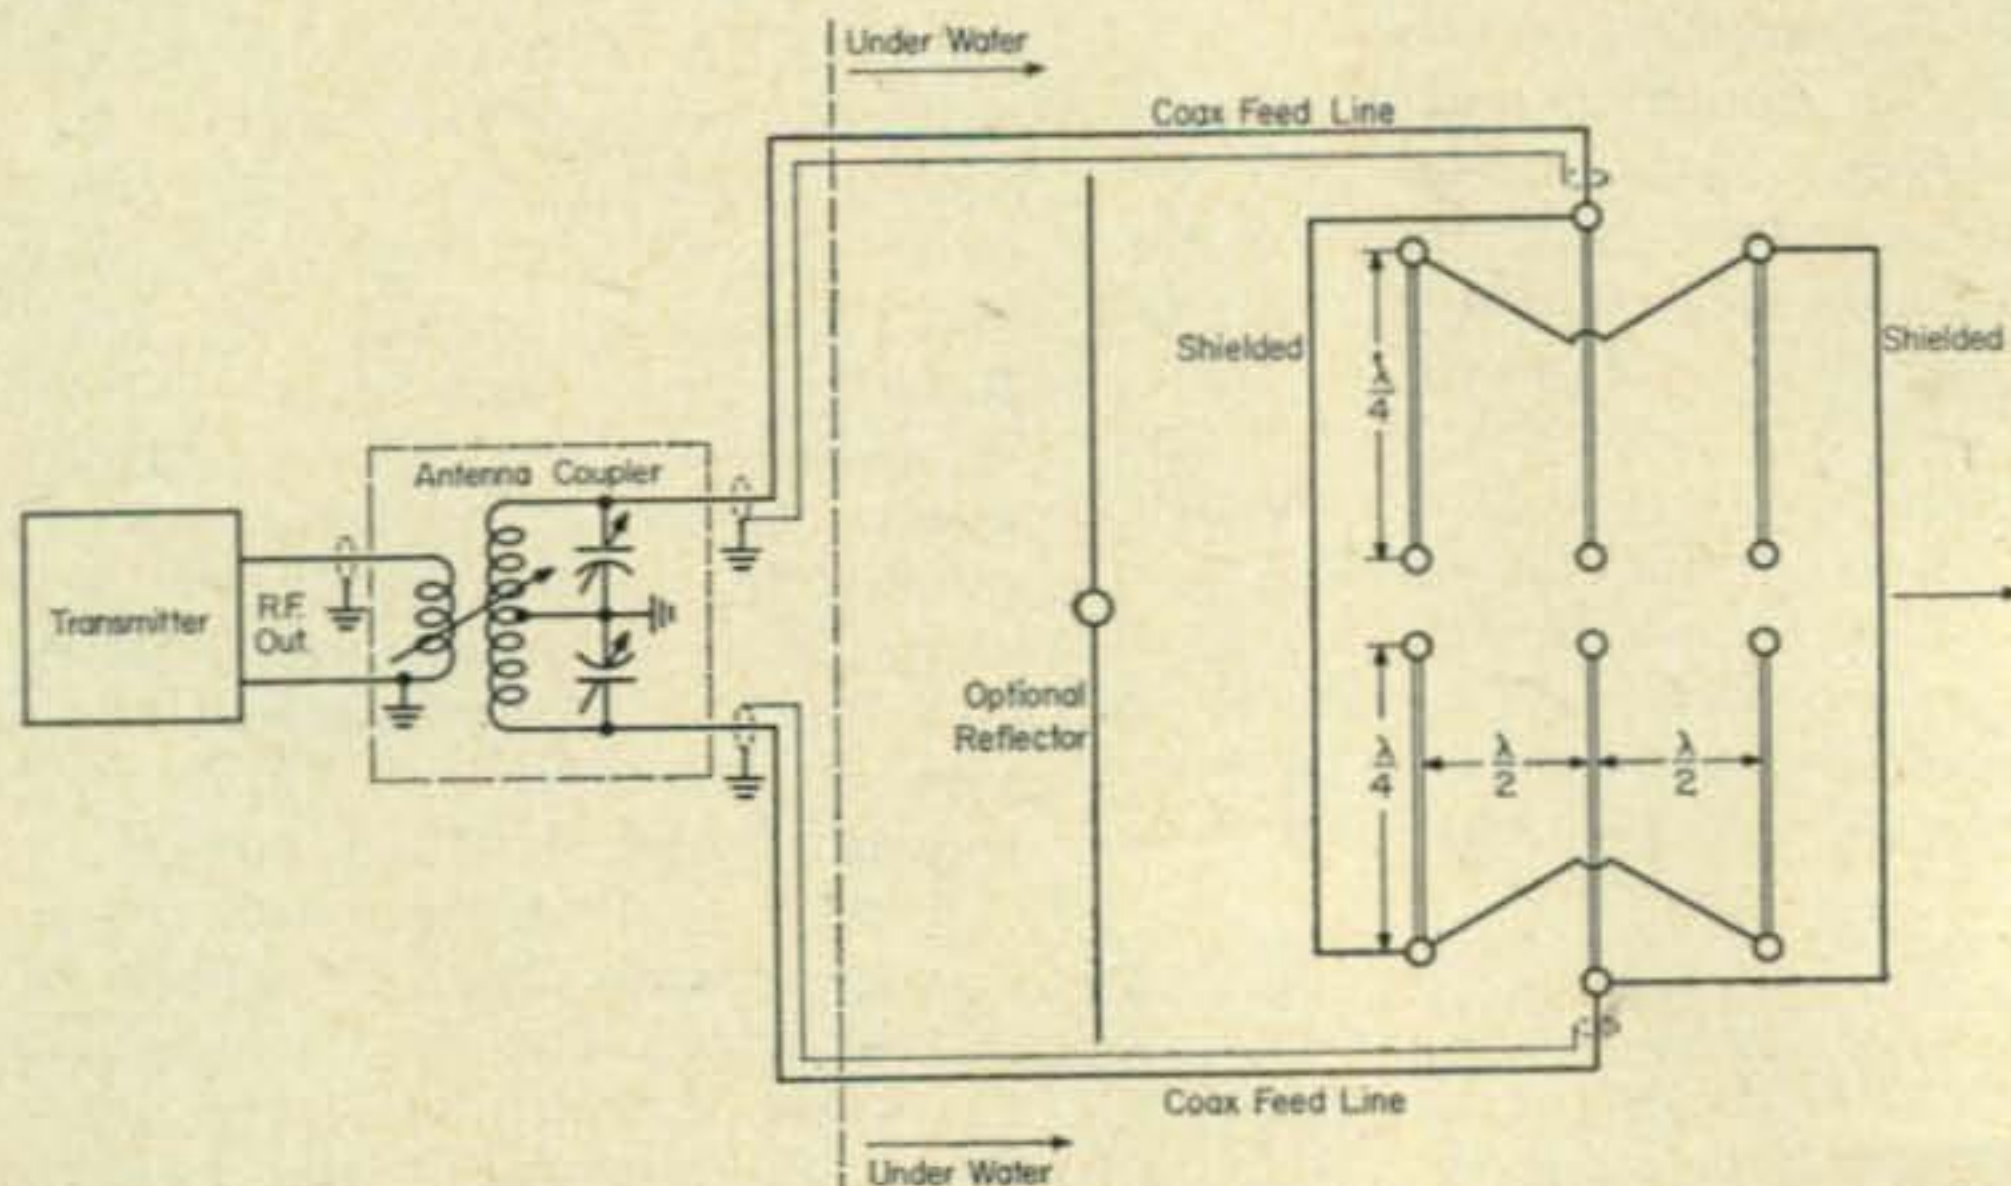 Under Water
Coax Feed Line
Shielded
Shielded
λ
4
Antenna Coupler
Transmitter
R.F.
Out
Optional
Reflector
λ
4
λ
2
λ
2
Coax Feed Line
Under Water